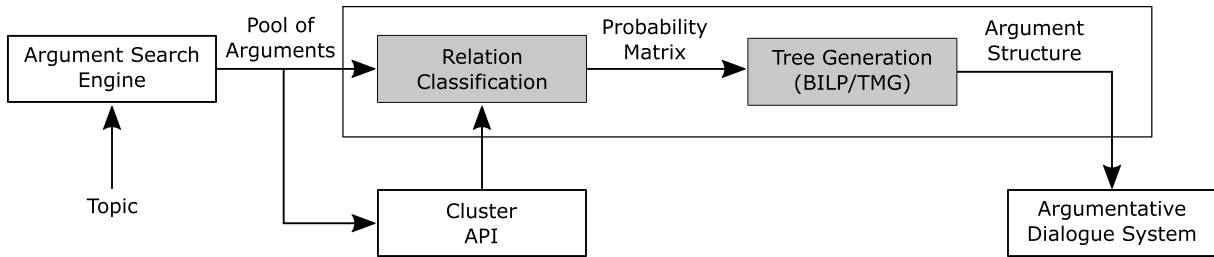 Argument Search
Engine
Pool of
Arguments
Relation
Classification
Probability
Matrix
Tree Generation
(BILP/TMG)
Argument
Structure
Topic
Cluster
API
Argumentative
Dialogue System